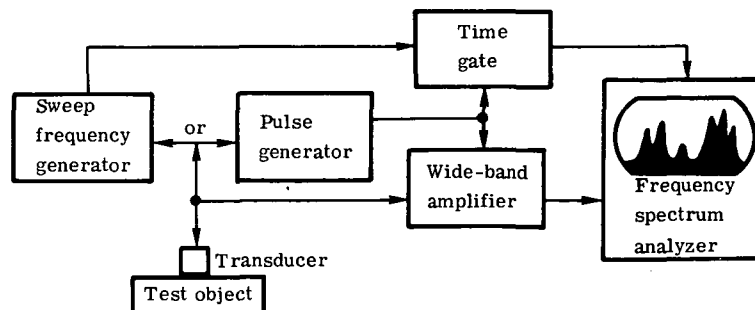 Time
gate
Sweep
frequency
generator
or
Pulse
generator
Wide-band
amplifier
Frequency
spectrum
analyzer
Transducer
Test object